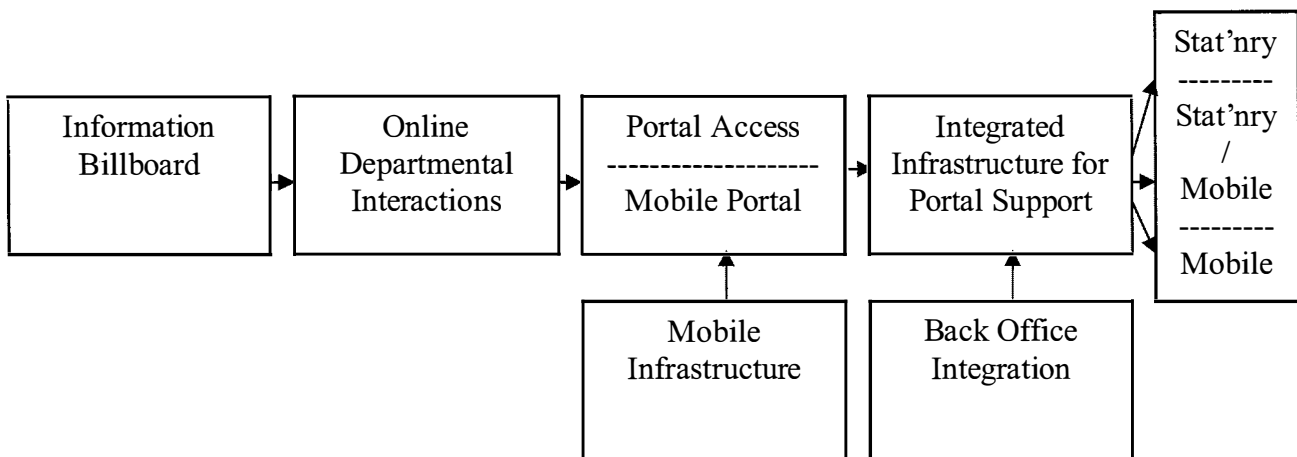 Information
Billboard
Online
Departmental
Interactions
Portal Access
---------------------
Mobile Portal
Integrated
Infrastructure for
Portal Support
Stat’nry
---------
Stat’nry
/
Mobile
---------
Mobile
Mobile
Infrastructure
Back Office
Integration